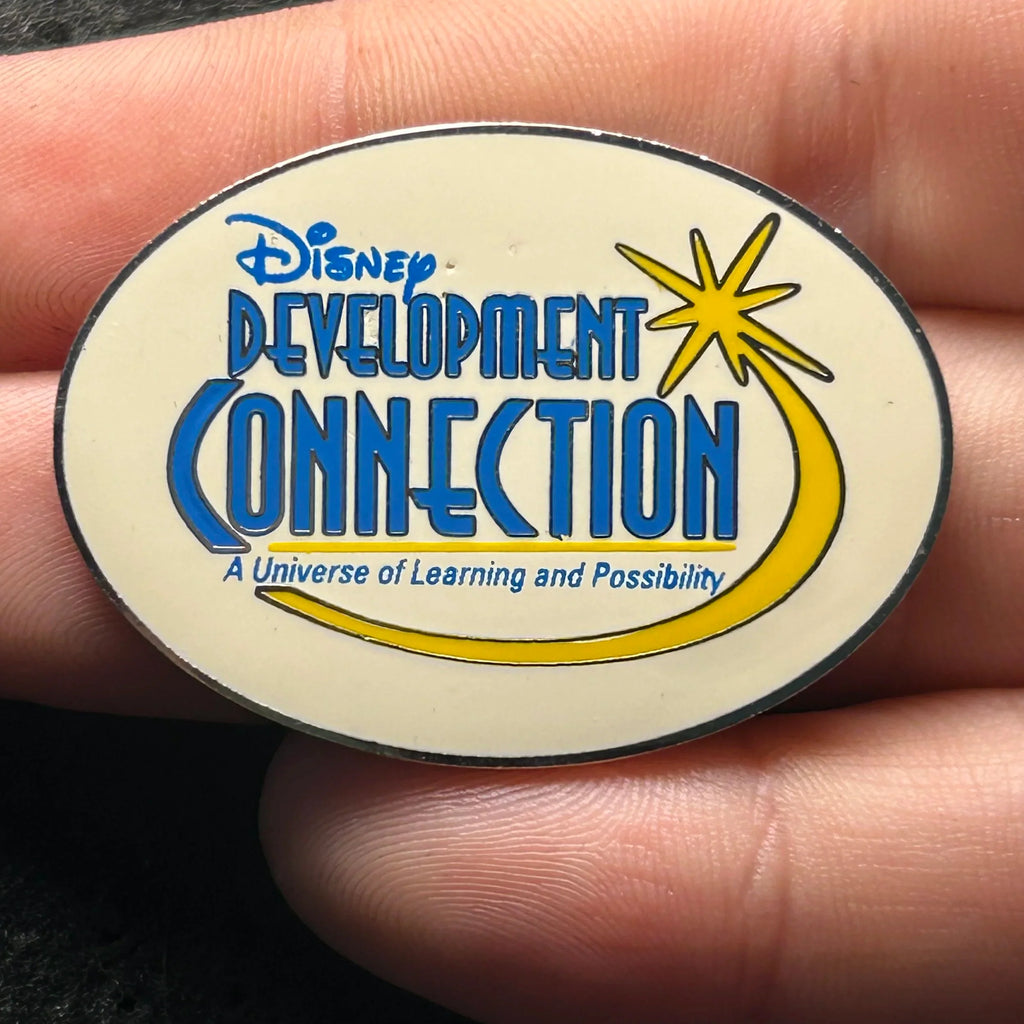 Disney
DEVELOPMENT
CONNECTION
A Universe of Learning and Possibility